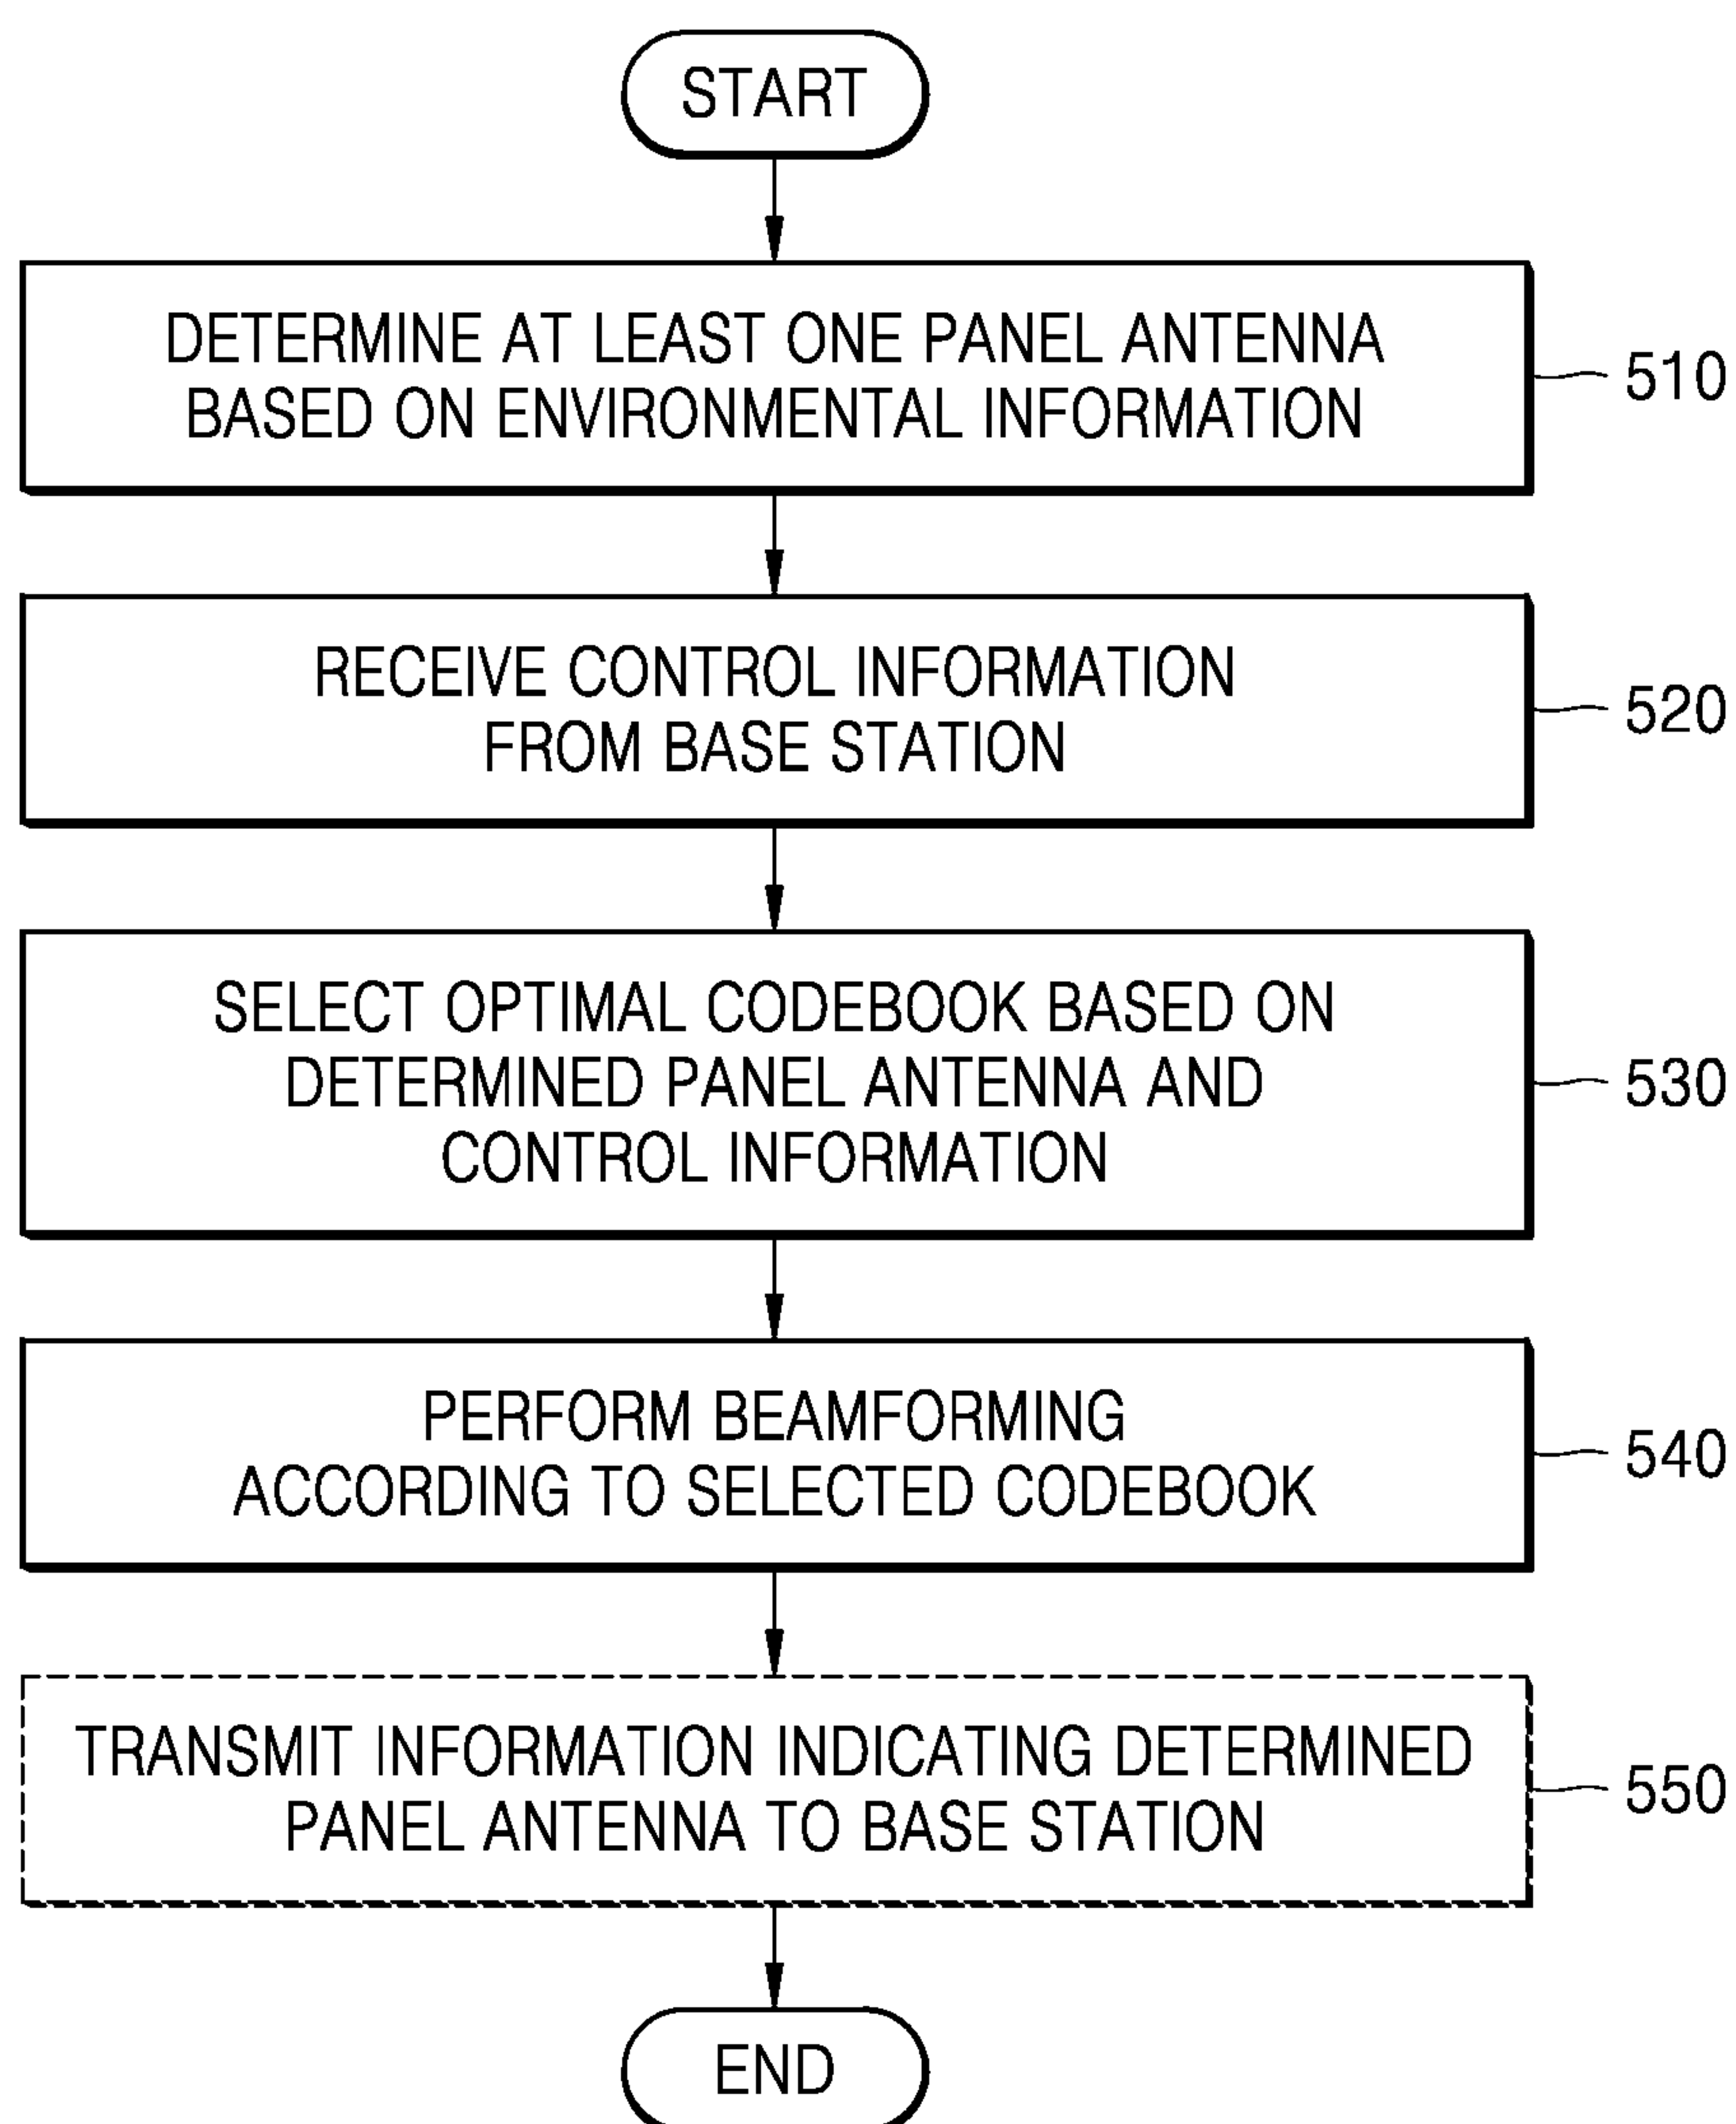 START
DETERMINE AT LEAST ONE PANEL ANTENNA
BASED ON ENVIRONMENTAL INFORMATION
510
RECEIVE CONTROL INFORMATION
FROM BASE STATION
520
SELECT OPTIMAL CODEBOOK BASED ON
DETERMINED PANEL ANTENNA AND
CONTROL INFORMATION
530
PERFORM BEAMFORMING
ACCORDING TO SELECTED CODEBOOK
540
TRANSMIT INFORMATION INDICATING DETERMINED
PANEL ANTENNA TO BASE STATION
550
END